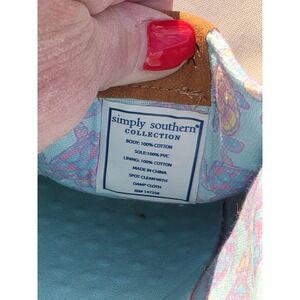 simply southern®
COLLECTION
BODY: 100% COTTON
SOLE: 100% PVC
LINING: 100% COTTON
MADE IN CHINA
SPOT CLEAN WITH
DAMP CLOTH